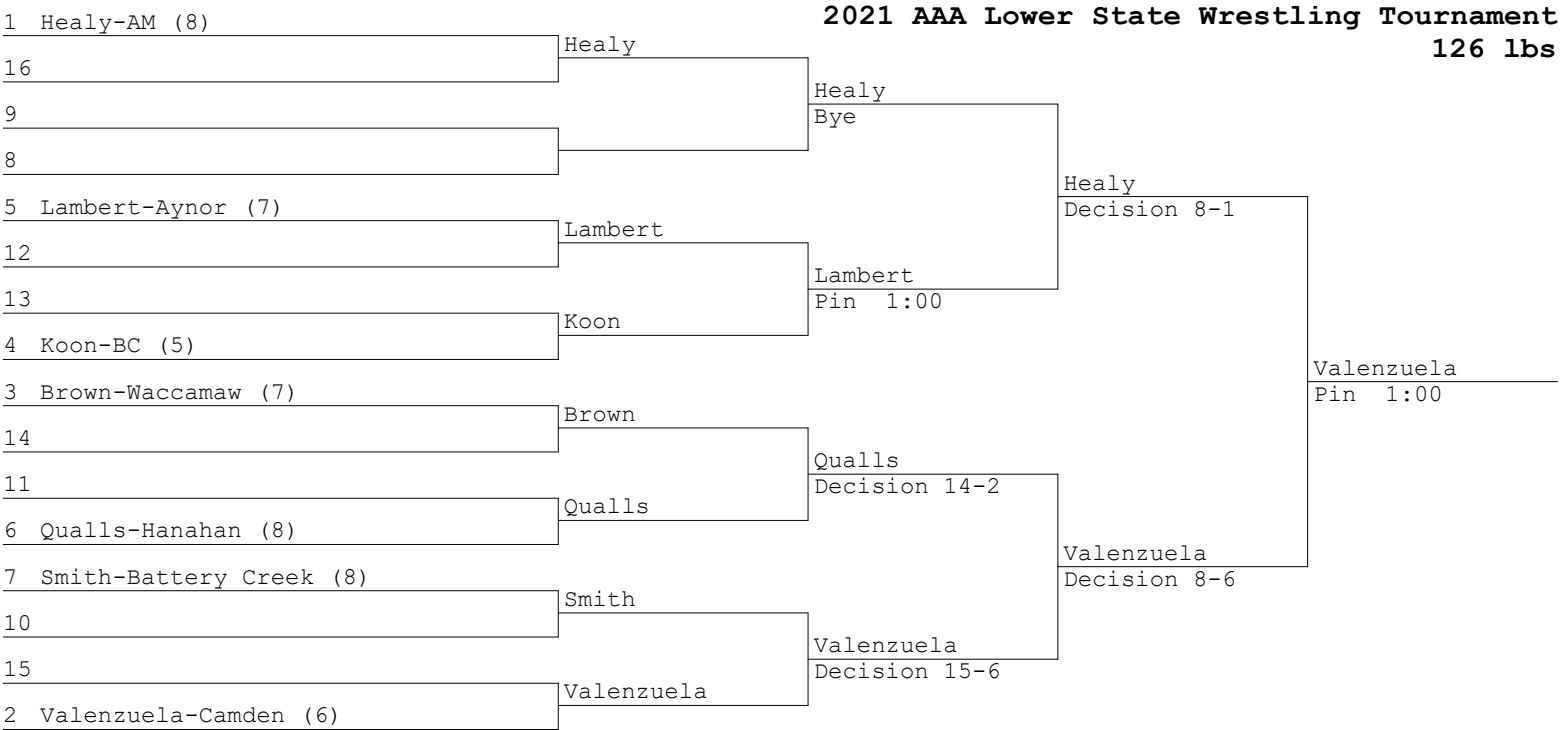 2021 AAA Lower State Wrestling Tournament
126 lbs
1 Healy-AM (8)
16
9
8
5 Lambert-Aynor (7)
12
13
4 Koon-BC (5)
3 Brown-Waccamaw (7)
14
11
6 Qualls-Hanahan (8)
7 Smith-Battery Creek (8)
10
15
2 Valenzuela-Camden (6)
Healy
Lambert
Koon
Brown
Qualls
Smith
Valenzuela
Healy
Bye
Lambert
Pin 1:00
Qualls
Decision 14-2
Valenzuela
Decision 15-6
Healy
Decision 8-1
Valenzuela
Decision 8-6
Valenzuela
Pin 1:00